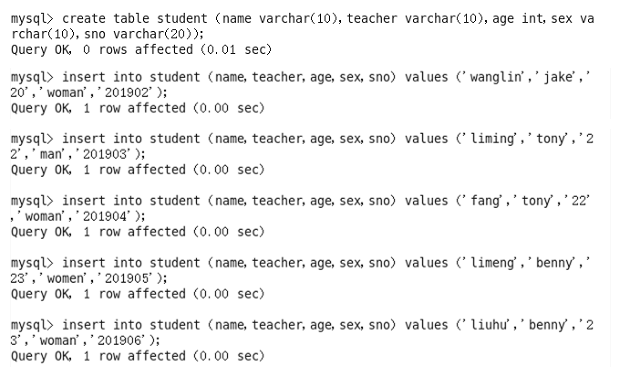 mysql> create table student (name varchar(10), teacher varchar(10), age int, sex va
rchar(10), sno varchar(20));
Query OK, 0 rows affected (0.01 sec)
mysql> insert into student (name, teacher, age, sex, sno) values ('wanglin','jake','
20','woman','201902');
Query OK, 1 row affected (0.00 sec)
mysql> insert into student (name, teacher, age, sex, sno) values ('liming','tony','2
2','man','201903');
Query OK, 1 row affected (0.00 sec)
mysql> insert into student (name, teacher, age, sex, sno) values ('fang','tony','22'
,'woman','201904');
Query OK, 1 row affected (0.00 sec)
mysql> insert into student (name, teacher, age, sex, sno) values ('limeng','benny','
23','women','201905');
Query OK, 1 row affected (0.00 sec)
mysql> insert into student (name, teacher, age, sex, sno) values ('liuhu','benny','2
3','woman','201906');
Query OK, 1 row affected (0.00 sec)